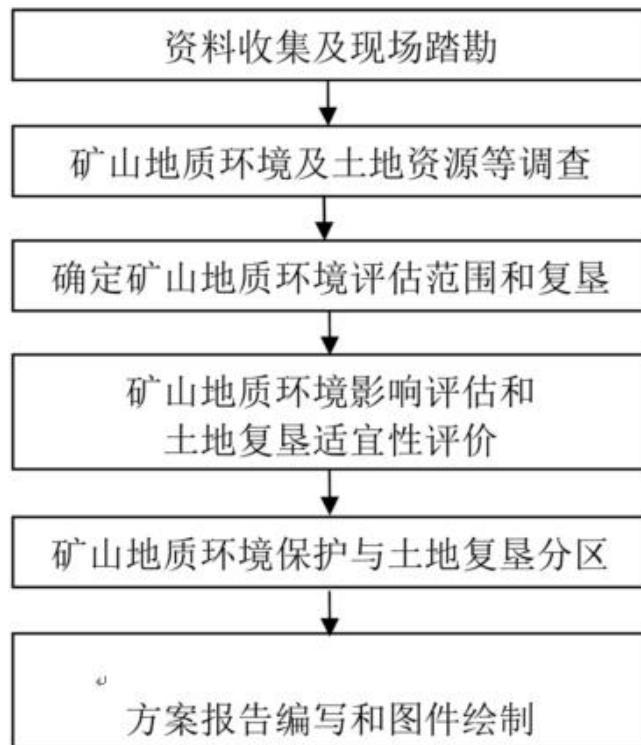 资料收集及现场踏勘
矿山地质环境及土地资源等调查
确定矿山地质环境评估范围和复垦
矿山地质环境影响评估和
土地复垦适宜性评价
矿山地质环境保护与土地复垦分区
方案报告编写和图件绘制